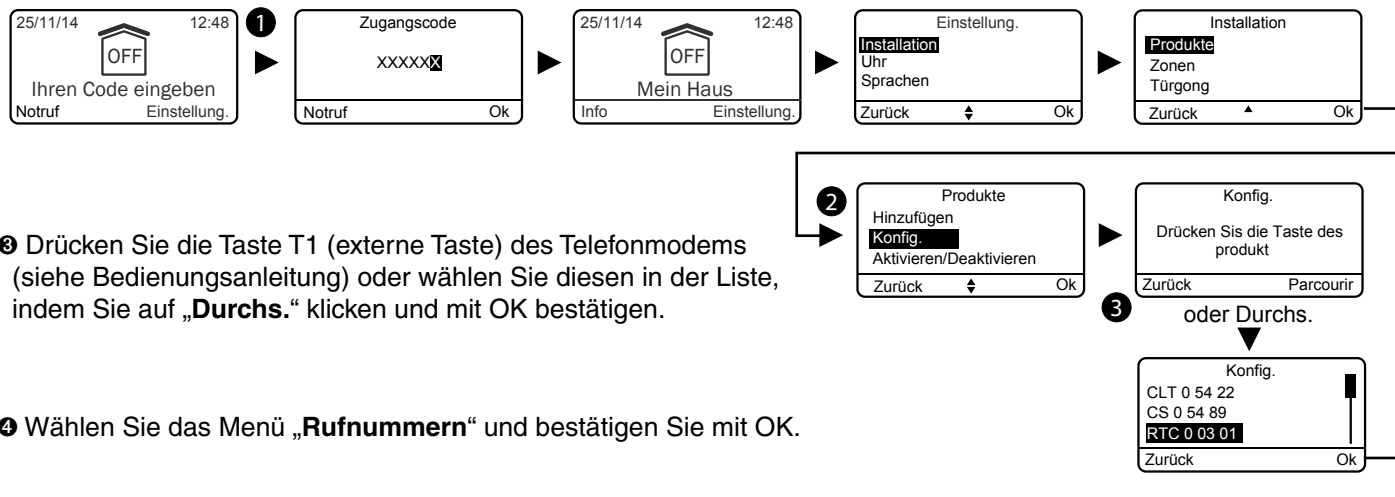 25/11/14 12:48
OFF
Ihren Code eingeben
Notruf Einstellung.
❶
Zugangscode
XXXXXX
Notruf Ok
25/11/14 12:48
OFF
Mein Haus
Info Einstellung.
Einstellung.
Installation
Uhr
Sprachen
Zurück Ok
Installation
Produkte
Zonen
Türgong
Zurück Ok
❷
Produkte
Hinzufügen
Konfig.
Aktivieren/Deaktivieren
Zurück Ok
Konfig.
Drücken Sis die Taste des
produkt
Zurück Parcourir
❸
oder Durchs.
Konfig.
CLT 0 54 22
CS 0 54 89
RTC 0 03 01
Zurück Ok
❸ Drücken Sie die Taste T1 (externe Taste) des Telefonmodems
(siehe Bedienungsanleitung) oder wählen Sie diesen in der Liste,
indem Sie auf „Durchs.“ klicken und mit OK bestätigen.
❹ Wählen Sie das Menü „Rufnummern“ und bestätigen Sie mit OK.